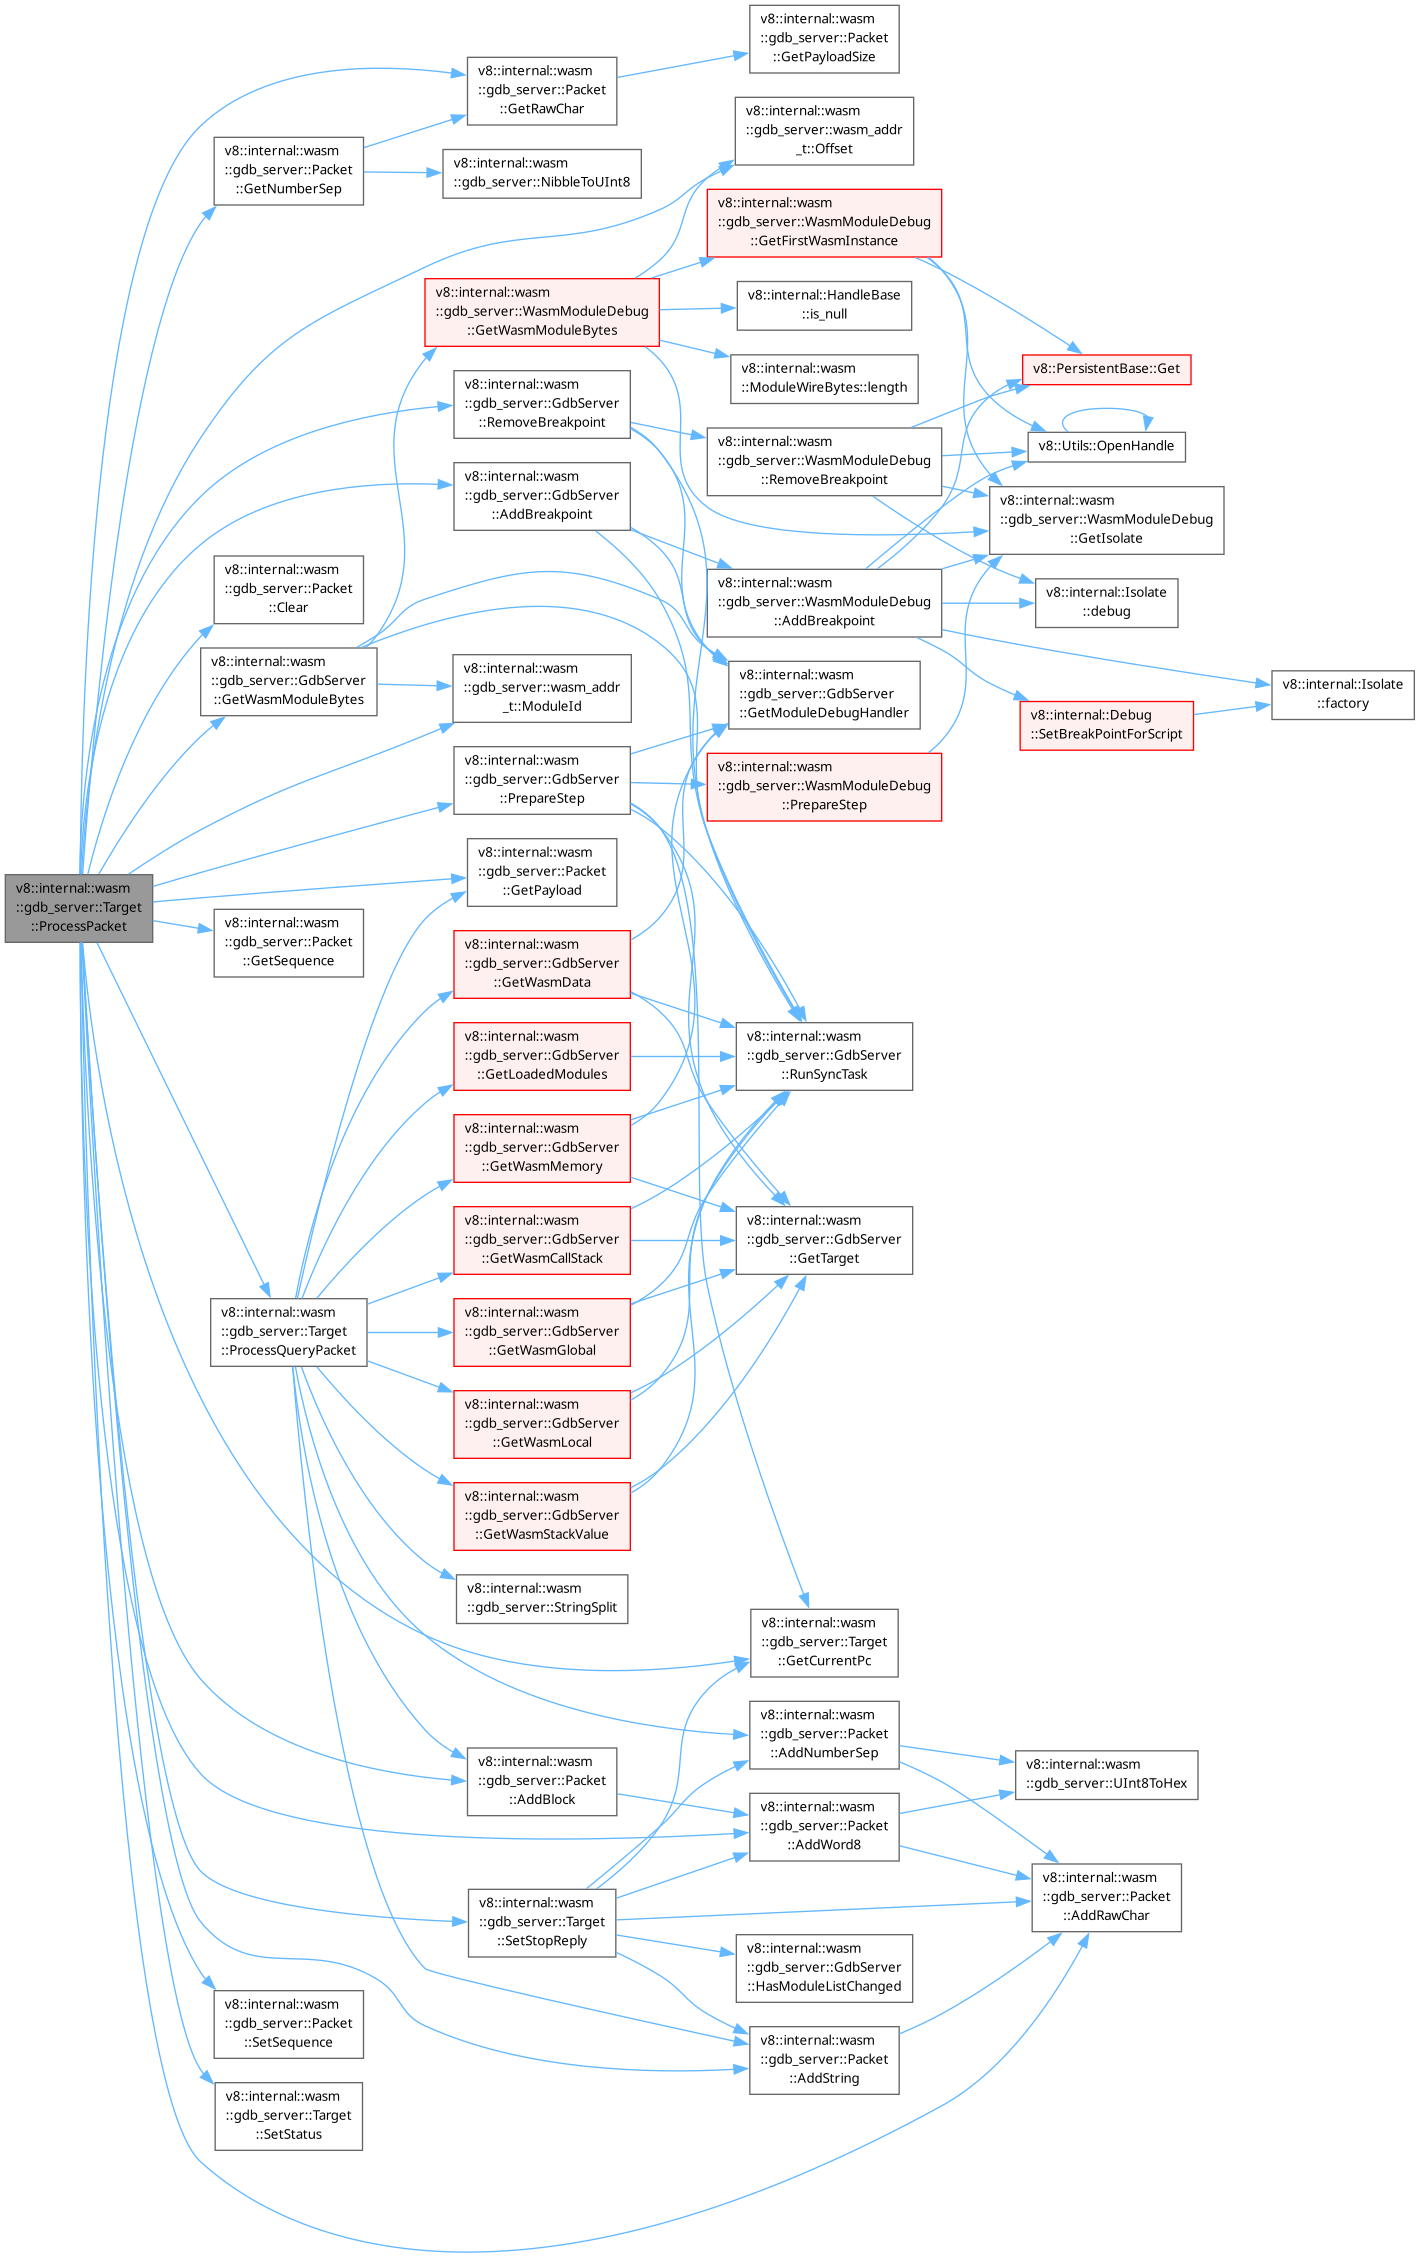 v8::internal::wasm
::gdb_server::Packet
::GetPayloadSize
v8::internal::wasm
::gdb_server::Packet
::GetRawChar
v8::internal::wasm
::gdb_server::wasm_addr
_t::Offset
v8::internal::wasm
::gdb_server::Packet
::GetNumberSep
v8::internal::wasm
::gdb_server::NibbleToUInt8
v8::internal::wasm
::gdb_server::WasmModuleDebug
::GetFirstWasmInstance
v8::internal::wasm
::gdb_server::WasmModuleDebug
::GetWasmModuleBytes
v8::internal::HandleBase
::is_null
v8::internal::wasm
::ModuleWireBytes::length
v8::PersistentBase::Get
v8::internal::wasm
::gdb_server::GdbServer
::RemoveBreakpoint
v8::internal::wasm
::gdb_server::WasmModuleDebug
::RemoveBreakpoint
v8::Utils::OpenHandle
v8::internal::wasm
::gdb_server::GdbServer
::AddBreakpoint
v8::internal::wasm
::gdb_server::WasmModuleDebug
::GetIsolate
v8::internal::wasm
::gdb_server::Packet
::Clear
v8::internal::wasm
::gdb_server::WasmModuleDebug
::AddBreakpoint
v8::internal::Isolate
::debug
v8::internal::wasm
::gdb_server::GdbServer
::GetWasmModuleBytes
v8::internal::wasm
::gdb_server::wasm_addr
_t::ModuleId
v8::internal::wasm
::gdb_server::GdbServer
::GetModuleDebugHandler
v8::internal::Isolate
::factory
v8::internal::Debug
::SetBreakPointForScript
v8::internal::wasm
::gdb_server::GdbServer
::PrepareStep
v8::internal::wasm
::gdb_server::WasmModuleDebug
::PrepareStep
v8::internal::wasm
::gdb_server::Target
::ProcessPacket
v8::internal::wasm
::gdb_server::Packet
::GetPayload
v8::internal::wasm
::gdb_server::Packet
::GetSequence
v8::internal::wasm
::gdb_server::GdbServer
::GetWasmData
v8::internal::wasm
::gdb_server::GdbServer
::GetLoadedModules
v8::internal::wasm
::gdb_server::GdbServer
::RunSyncTask
v8::internal::wasm
::gdb_server::GdbServer
::GetWasmMemory
v8::internal::wasm
::gdb_server::GdbServer
::GetWasmCallStack
v8::internal::wasm
::gdb_server::GdbServer
::GetTarget
v8::internal::wasm
::gdb_server::Target
::ProcessQueryPacket
v8::internal::wasm
::gdb_server::GdbServer
::GetWasmGlobal
v8::internal::wasm
::gdb_server::GdbServer
::GetWasmLocal
v8::internal::wasm
::gdb_server::GdbServer
::GetWasmStackValue
v8::internal::wasm
::gdb_server::StringSplit
v8::internal::wasm
::gdb_server::Target
::GetCurrentPc
v8::internal::wasm
::gdb_server::Packet
::AddNumberSep
v8::internal::wasm
::gdb_server::Packet
::AddBlock
v8::internal::wasm
::gdb_server::UInt8ToHex
v8::internal::wasm
::gdb_server::Packet
::AddWord8
v8::internal::wasm
::gdb_server::Packet
::AddRawChar
v8::internal::wasm
::gdb_server::Target
::SetStopReply
v8::internal::wasm
::gdb_server::GdbServer
::HasModuleListChanged
v8::internal::wasm
::gdb_server::Packet
::SetSequence
v8::internal::wasm
::gdb_server::Packet
::AddString
v8::internal::wasm
::gdb_server::Target
::SetStatus